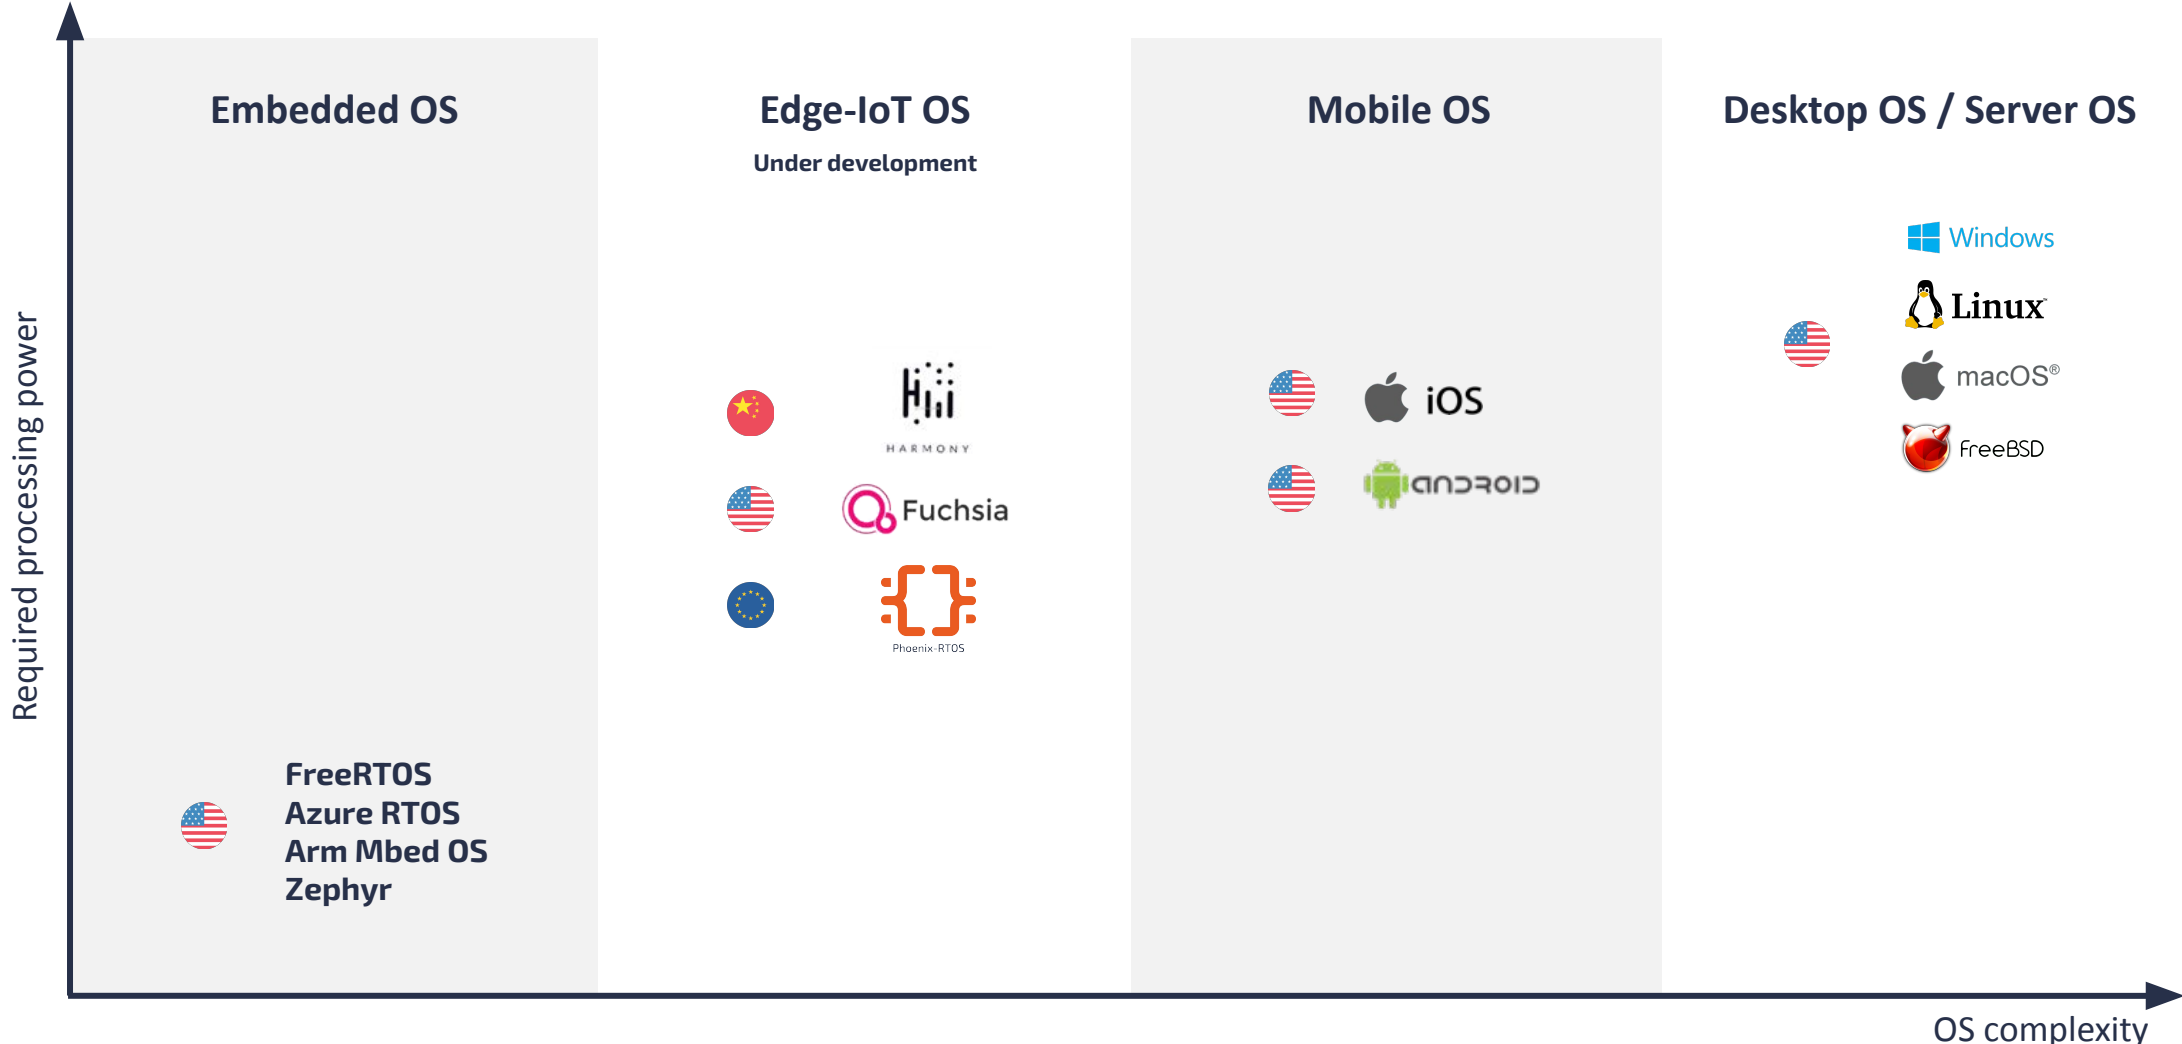 Embedded OS
Edge-IoT OS
Under development
Mobile OS
Desktop OS / Server OS
Required processing power
FreeRTOS
Azure RTOS
Arm Mbed OS
Zephyr
HARMONY
Fuchsia
Phoenix-RTOS
iOS
ANDROID
Windows
Linux™
macOS®
FreeBSD
OS complexity